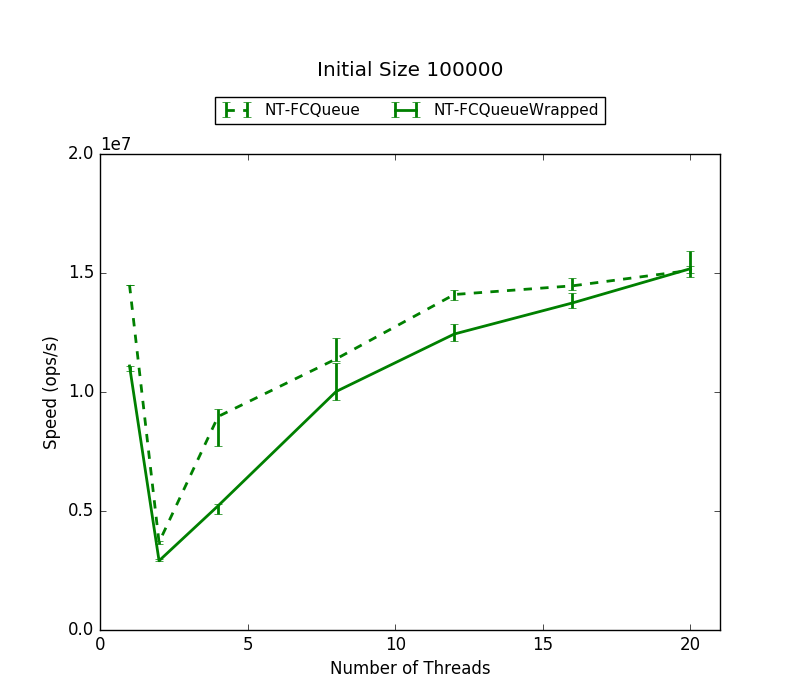 Initial Size 100000
NT-FCQueue NT-FCQueueWrapped
1e7
2.0
1.5
1.0
0.5
0.0
Speed (ops/s)
0 5 10 15 20
Number of Threads